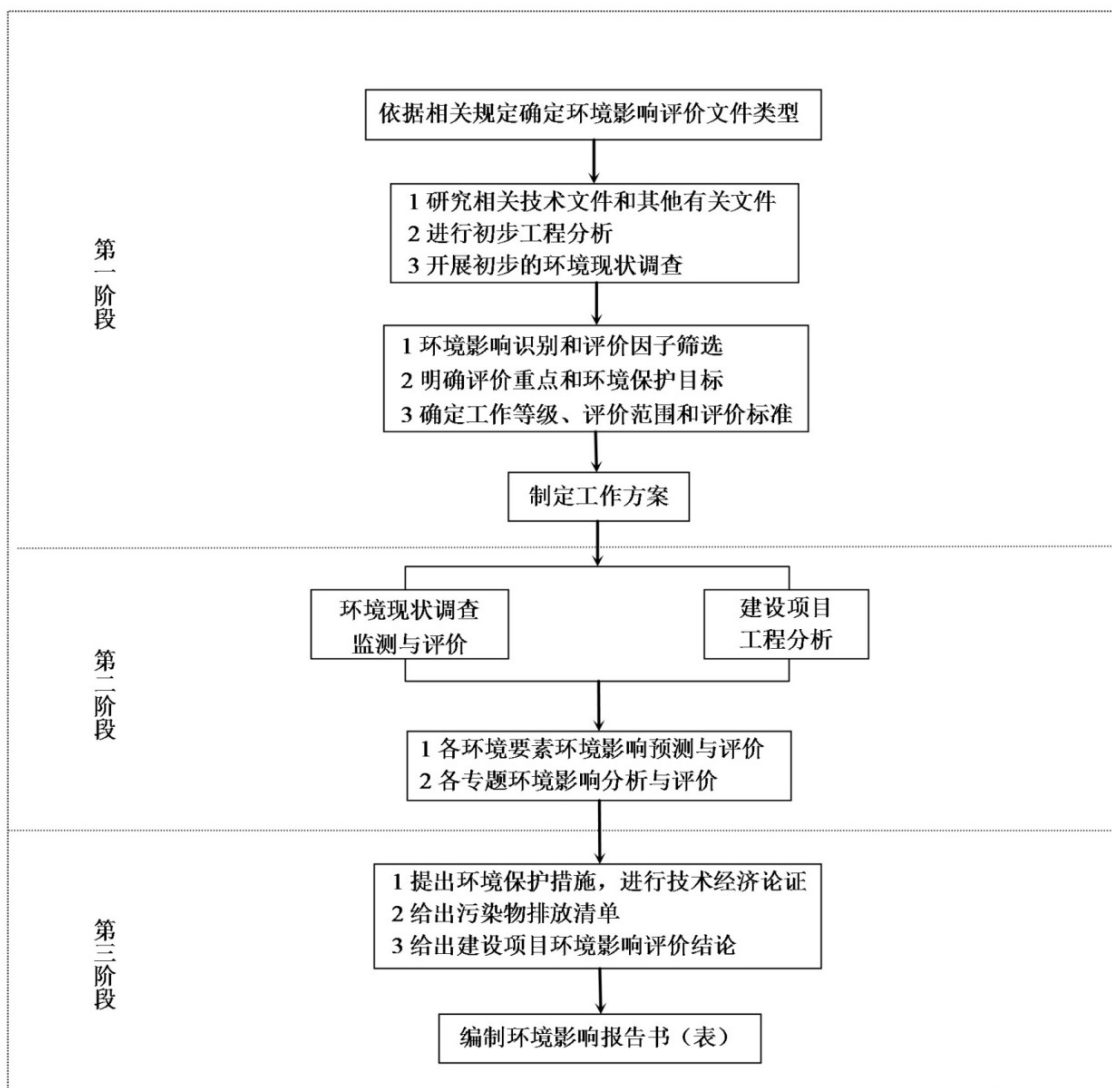 依据相关规定确定环境影响评价文件类型
第一阶段
1 研究相关技术文件和其他有关文件
2 进行初步工程分析
3 开展初步的环境现状调查
1 环境影响识别和评价因子筛选
2 明确评价重点和环境保护目标
3 确定工作等级、评价范围和评价标准
制定工作方案
第二阶段
环境现状调查
监测与评价
建设项目
工程分析
1 各环境要素环境影响预测与评价
2 各专题环境影响分析与评价
第三阶段
1 提出环境保护措施，进行技术经济论证
2 给出污染物排放清单
3 给出建设项目环境影响评价结论
编制环境影响报告书（表）